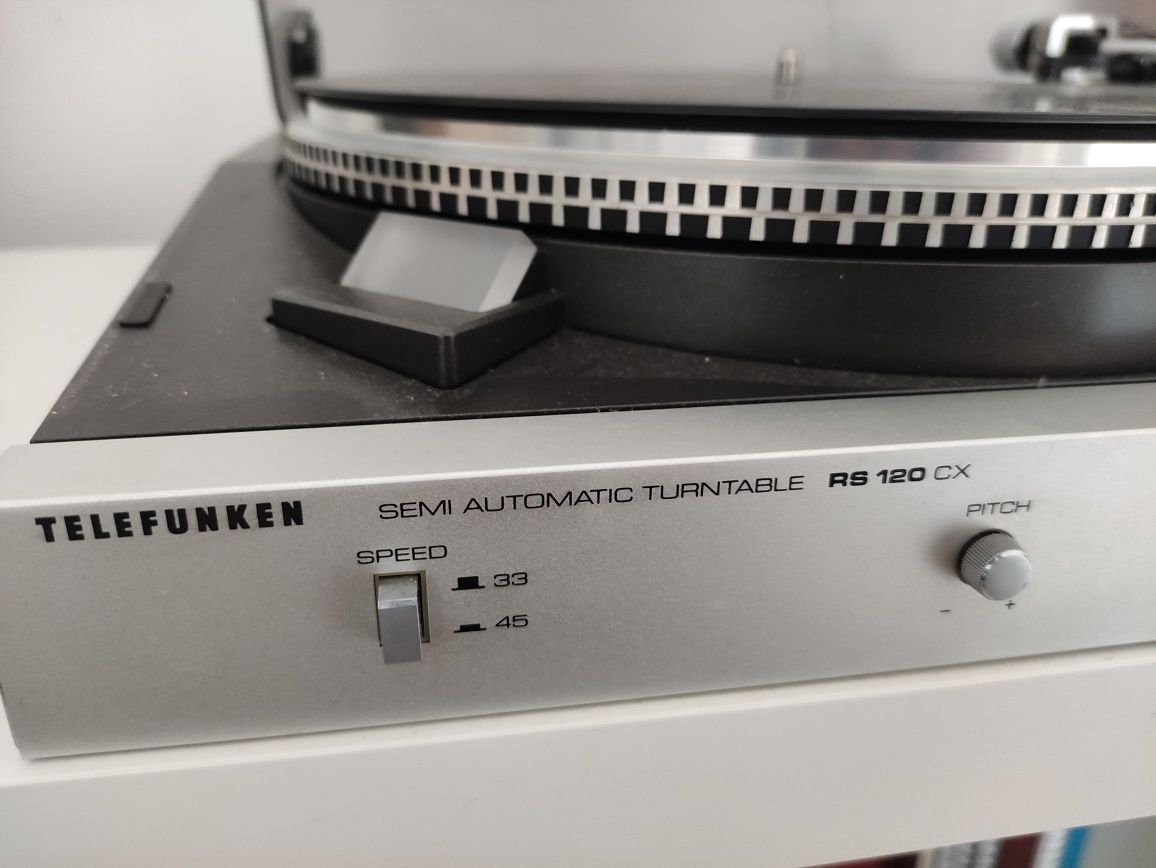 TELEFUNKEN SEMI AUTOMATIC TURNTABLE RS 120 CX
SPEED
33
45
PITCH
- +